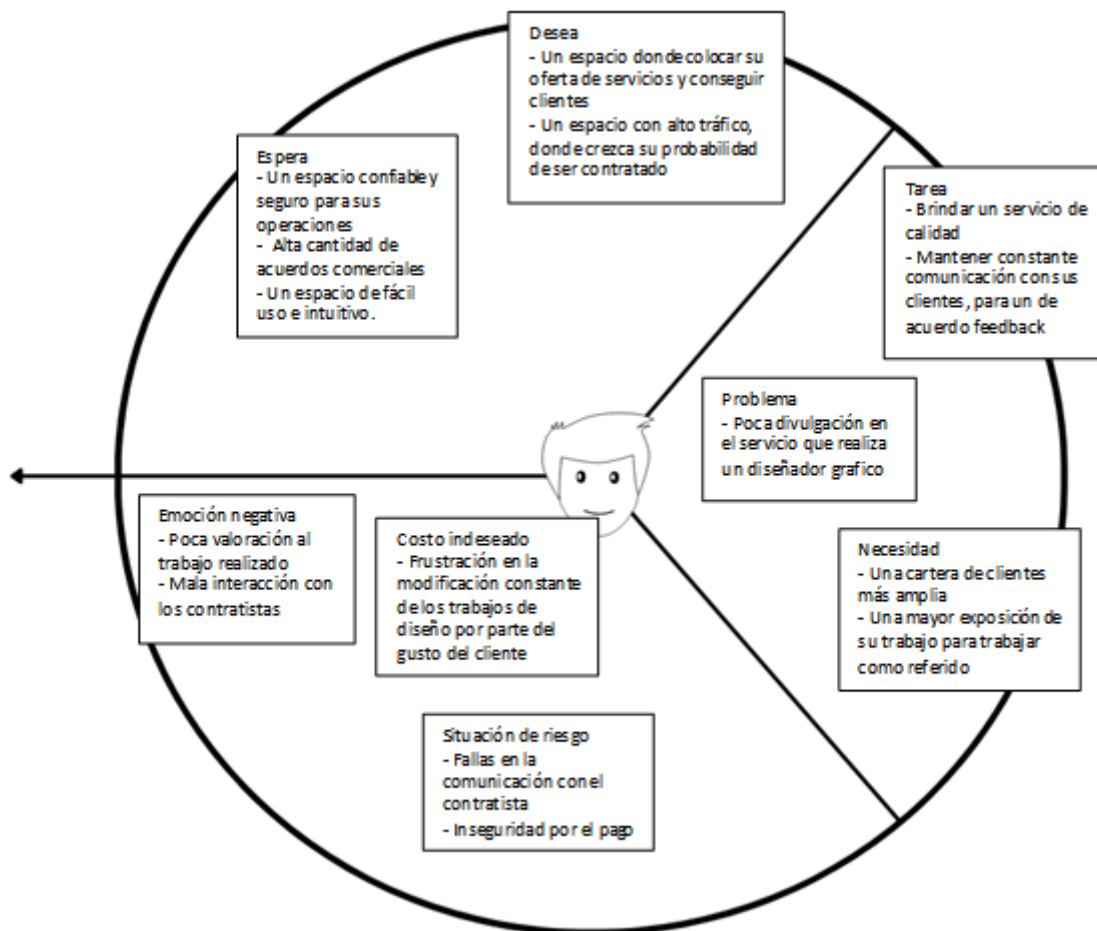 Desea
- Un espacio donde colocar su
oferta de servicios y conseguir
clientes
- Un espacio con alto tráfico,
donde crezca su probabilidad
de ser contratado
Espera
- Un espacio confiable y
seguro para sus
operaciones
- Alta cantidad de
acuerdos comerciales
- Un espacio de fácil
uso e intuitivo.
Tarea
- Brindar un servicio de
calidad
- Mantener constante
comunicación con sus
clientes, para un de
acuerdo feedback
Problema
- Poca divulgación en
el servicio que realiza
un diseñador grafico
Emoción negativa
- Poca valoración al
trabajo realizado
- Mala interacción con
los contratistas
Costo indeseado
- Frustración en la
modificación constante
de los trabajos de
diseño por parte del
gusto del cliente
Necesidad
- Una cartera de clientes
más amplia
- Una mayor exposición de
su trabajo para trabajar
como referido
Situación de riesgo
- Fallas en la
comunicación con el
contratista
- Inseguridad por el pago